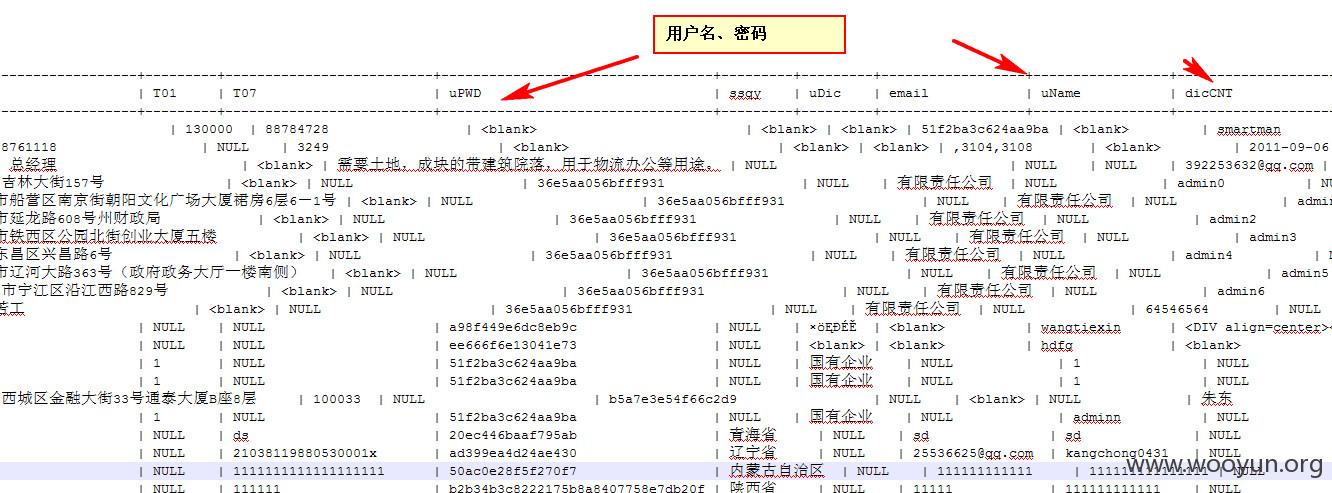 用户名、密码
| T01 | T07 | uPWD | ssqy | uDic | email | uName | dicCNT
| 130000 | 88784728 | <blank> | <blank> | <blank> | 51f2ba3c624aa9ba | <blank> | smartman
8761118 | NULL | 3249 | <blank> | <blank> | <blank> | ,3104,3108 | <blank> | 2011-09-06
总经理 | <blank> | 需要土地，成块的带建筑院落，用于物流办公等用途。 | NULL | NULL | NULL | 392253632@qq.com
吉林大街157号 | <blank> | NULL | 36e5aa056bfff931 | NULL | 有限责任公司 | NULL | admin0
市船营区南京街朝阳文化广场大厦裙房6层6一1号 | <blank> | NULL | 36e5aa056bfff931 | NULL | 有限责任公司 | NULL | admi
市延龙路608号州财政局 | <blank> | NULL | 36e5aa056bfff931 | NULL | 有限责任公司 | NULL | admin2
市铁西区公园北街创业大厦五楼 | <blank> | NULL | 36e5aa056bfff931 | NULL | 有限责任公司 | NULL | admin3
东昌区兴昌路6号 | <blank> | NULL | 36e5aa056bfff931 | NULL | 有限责任公司 | NULL | admin4
市辽河大路363号（政府政务大厅一楼南侧） | <blank> | NULL | 36e5aa056bfff931 | NULL | 有限责任公司 | NULL | admin5
市宁江区沿江西路829号 | <blank> | NULL | 36e5aa056bfff931 | NULL | 有限责任公司 | NULL | admin6
| <blank> | NULL | 36e5aa056bfff931 | NULL | 有限责任公司 | NULL | 64546564 | NULL
| NULL | NULL | a98f449e6dc8eb9c | NULL | <blank> | wangtiexin | <DIV align=center><
| NULL | NULL | ee666f6e13041e73 | NULL | <blank> | <blank> | hdfg | <blank>
| 1 | NULL | 51f2ba3c624aa9ba | NULL | 国有企业 | NULL | 1 | NULL
| 1 | NULL | 51f2ba3c624aa9ba | NULL | 国有企业 | NULL | 1 | NULL
西城区金融大街33号通泰大厦B座8层 | 100033 | NULL | b5a7e3e54f66c2d9 | NULL | <blank> | NULL | 朱东
| 1 | NULL | 51f2ba3c624aa9ba | NULL | 国有企业 | NULL | adminn | NULL
| NULL | ds | 20ec446baaf795ab | 青海省 | NULL | sd | sd | NULL
| NULL | 21038119880530001x | ad399ea4d24ae430 | 辽宁省 | NULL | 25536625@qq.com | kangchong0431 | NULL
| NULL | 1111111111111111111 | 50ac0e28f5f270f7 | 内蒙古自治区 | NULL | 111111111111 | NULL
| NULL | 111111 | b2b34b3c8222175b8a8407758e7db20f | 陕西省 | NULL | 11111 | 111111111111 | NULL
www.wooyun.org